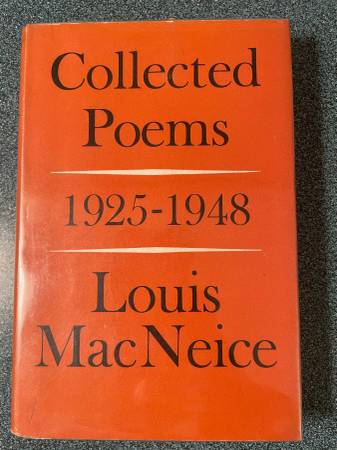 Collected
Poems
1925-1948
Louis
MacNeice